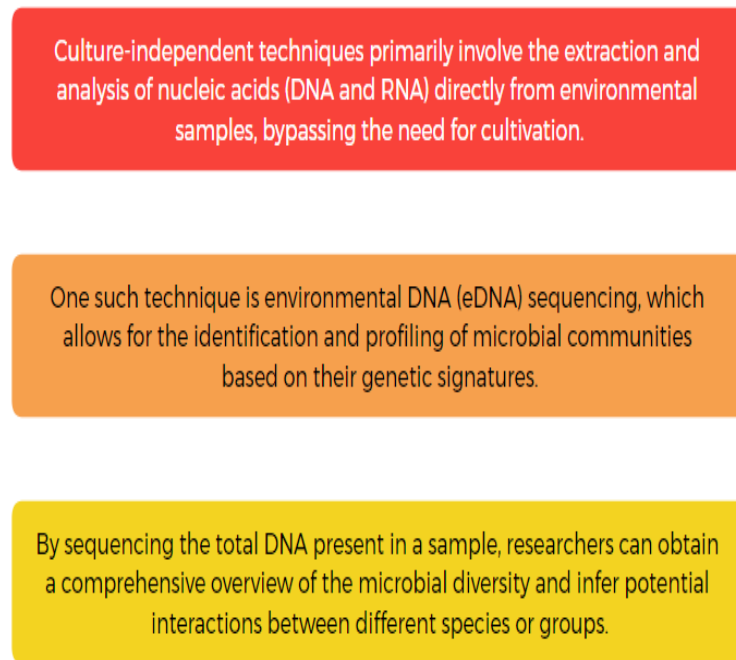 Culture-independent techniques primarily involve the extraction and
analysis of nucleic acids (DNA and RNA) directly from environmental
samples, bypassing the need for cultivation.
One such technique is environmental DNA (eDNA) sequencing, which
allows for the identification and profiling of microbial communities
based on their genetic signatures.
By sequencing the total DNA present in a sample, researchers can obtain
a comprehensive overview of the microbial diversity and infer potential
interactions between different species or groups.